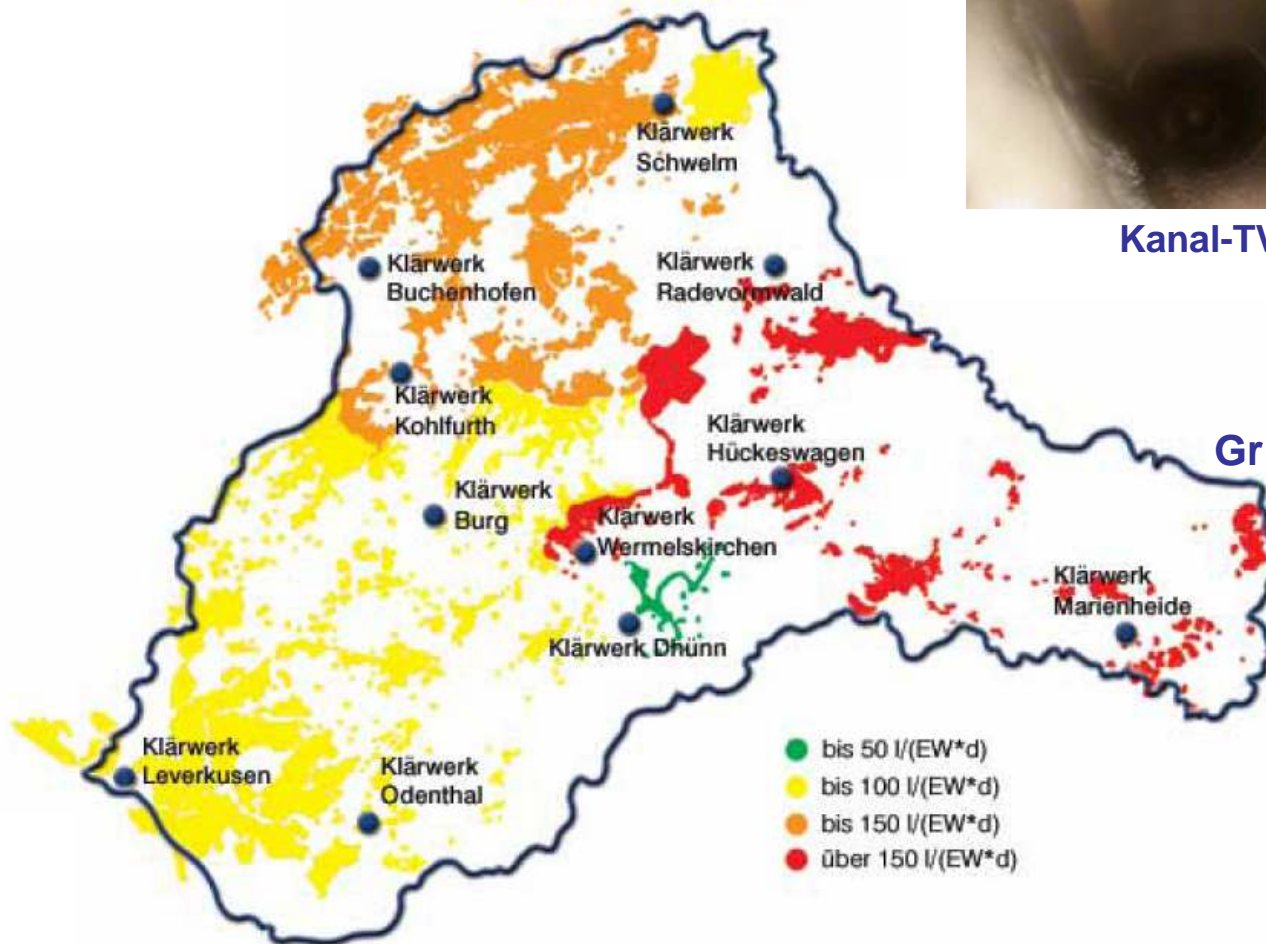 Klärwerk
Schwelm
Kanal-TV
Klärwerk
Buchenhofen
Klärwerk
Radevormwald
Klärwerk
Kohlfurth
Klärwerk
Hückeswagen
Gr
Klärwerk
Burg
Klärwerk
Wermelskirchen
Klärwerk
Marienheide
Klärwerk Dhünn
Klärwerk
Leverkusen
Klärwerk
Odenthal
bis 50 l/(EW*d)
bis 100 l/(EW*d)
bis 150 l/(EW*d)
über 150 l/(EW*d)